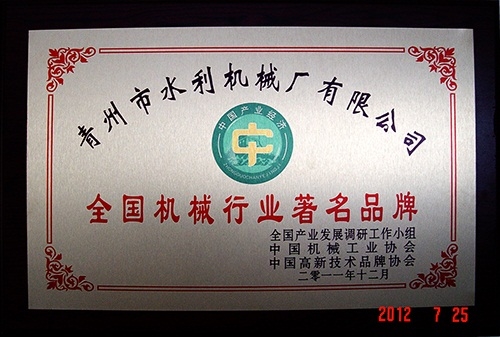 青州市水利机械厂有限公司
中国产业经济
全国机械行业著名品牌
全国产业发展调研工作小组
中国机械工业协会
中国高新技术品牌协会
二零一一年十二月
2012 7 25